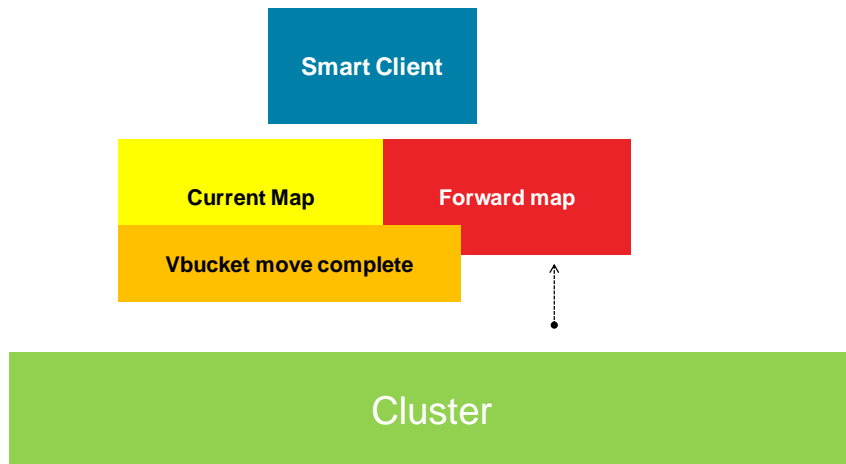 Smart Client
Current Map
Forward map
Vbucket move complete
Cluster